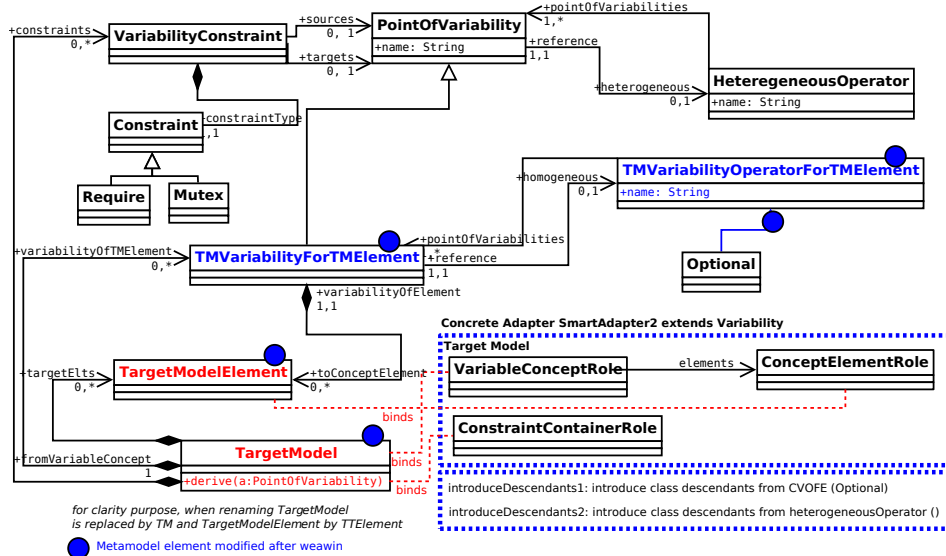 +constraints
0,*
VariabilityConstraint
+sources
0, 1
+targets
0, 1
PointOfVariability
+name: String
+pointOfVariabilities
1,*
+reference
1,1
+heterogeneous
0,1
HeteregeneousOperator
+name: String
Constraint
constraintType
1,1
Require
Mutex
+homogeneous
0,1
TMVariabilityOperatorForTMElement
+name: String
Optional
+variabilityOfTMElement
0,*
TMVariabilityForTMElement
+pointOfVariabilities
*
+reference
1,1
+variabilityOfElement
1,1
+targetElts
0,*
TargetModelElement
+toConceptElement
0,*
Concrete Adapter SmartAdapter2 extends Variability
Target Model
VariableConceptRole
elements
ConceptElementRole
binds
ConstraintContainerRole
+fromVariableConcept
1
TargetModel
+derive(a:PointOfVariability)
binds
binds
introduceDescendants1: introduce class descendants from CVOFE (Optional)
introduceDescendants2: introduce class descendants from heterogeneousOperator ()
for clarity purpose, when renaming TargetModel
is replaced by TM and TargetModelElement by TTElement
Metamodel element modified after weawin